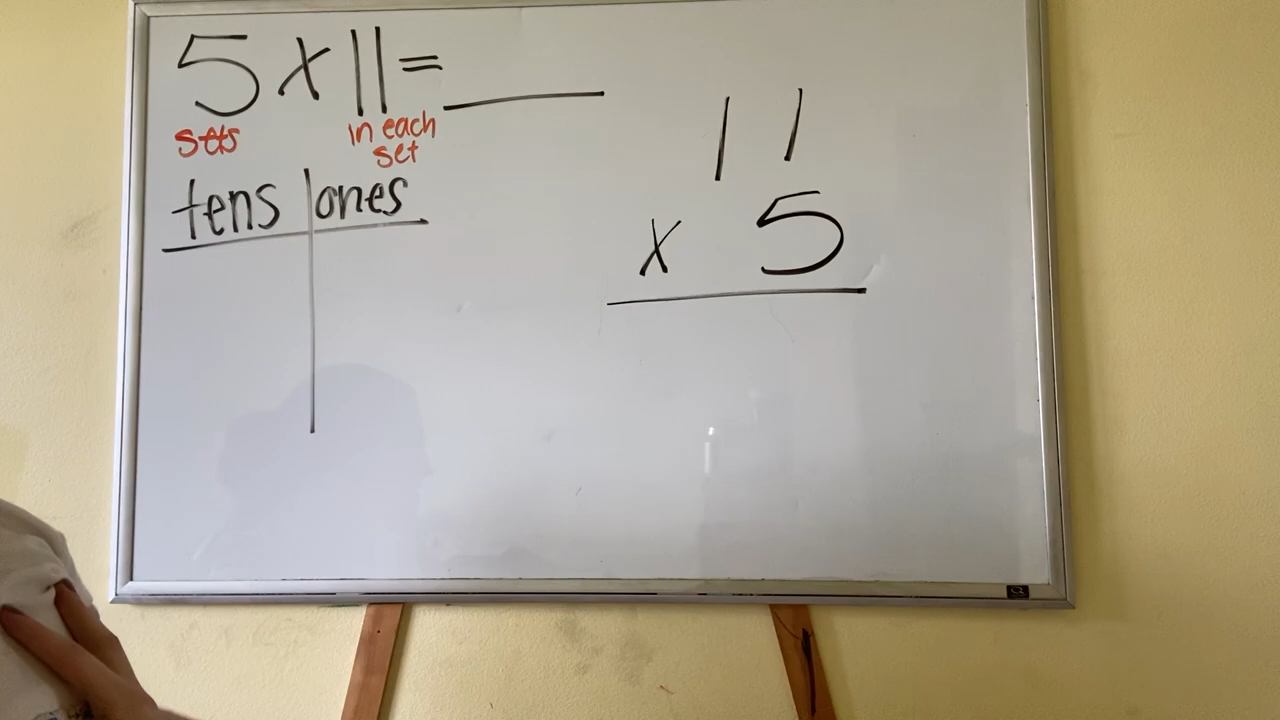 5 x 11 = ____
sets in each
set
tens ones
11
x 5